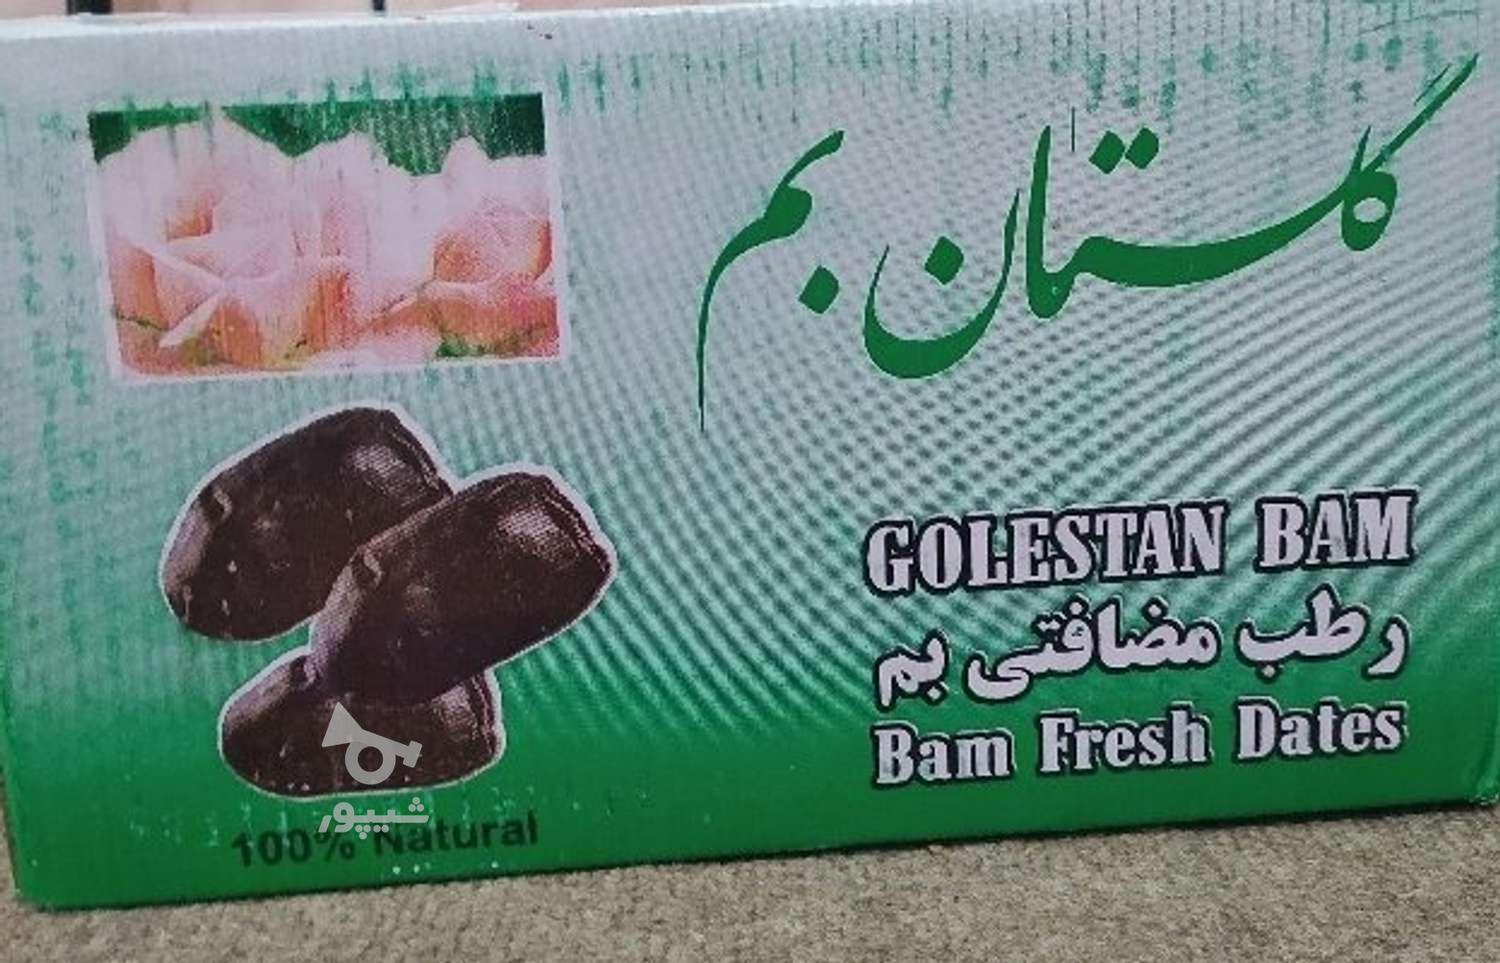 گلستان بم
GOLESTAN BAM
رطب مضافتی بم
Bam Fresh Dates
100% Natural
شیپور